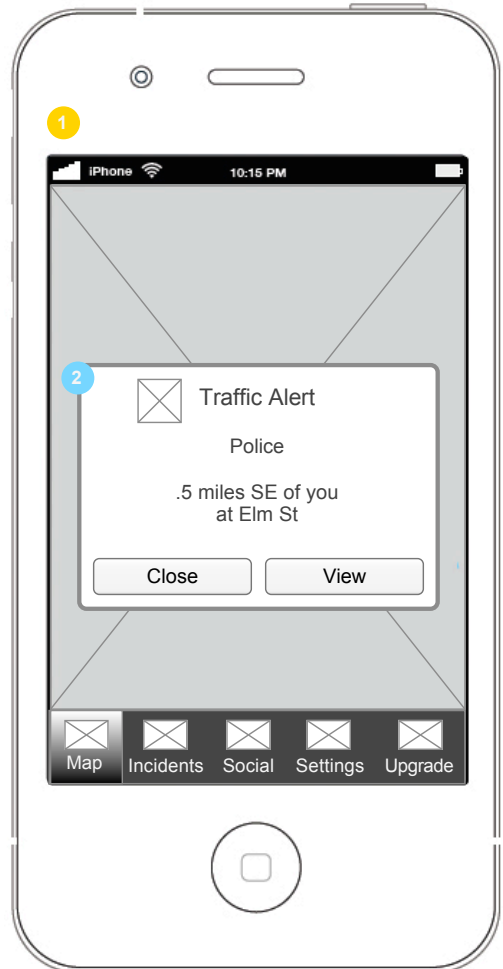 1
iPhone 10:15 PM
2
Traffic Alert
Police
.5 miles SE of you
at Elm St
Close View
Map Incidents Social Settings Upgrade